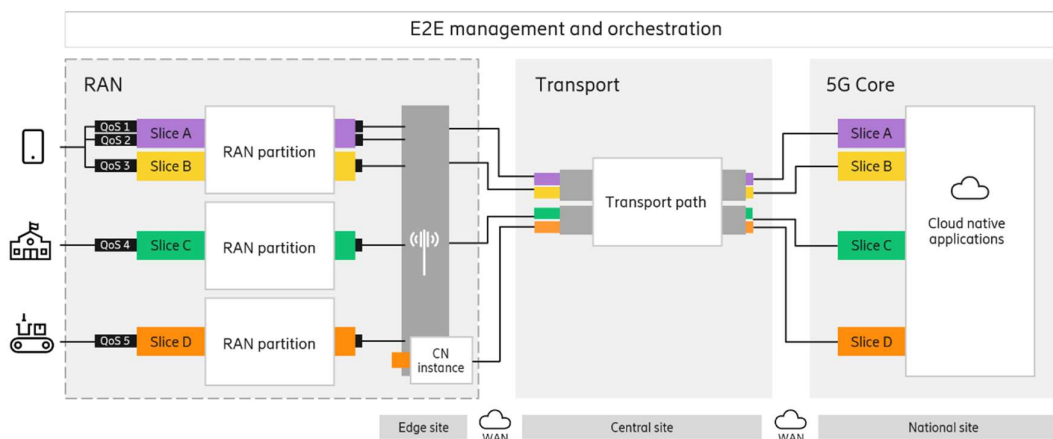 E2E management and orchestration
RAN
Transport
5G Core
QoS 1
QoS 2
Slice A
RAN partition
QoS 3
Slice B
QoS 4
Slice C
RAN partition
QoS 5
Slice D
RAN partition
CN
instance
Transport path
Slice A
Slice B
Slice C
Slice D
Cloud native
applications
Edge site
WAN
Central site
WAN
National site